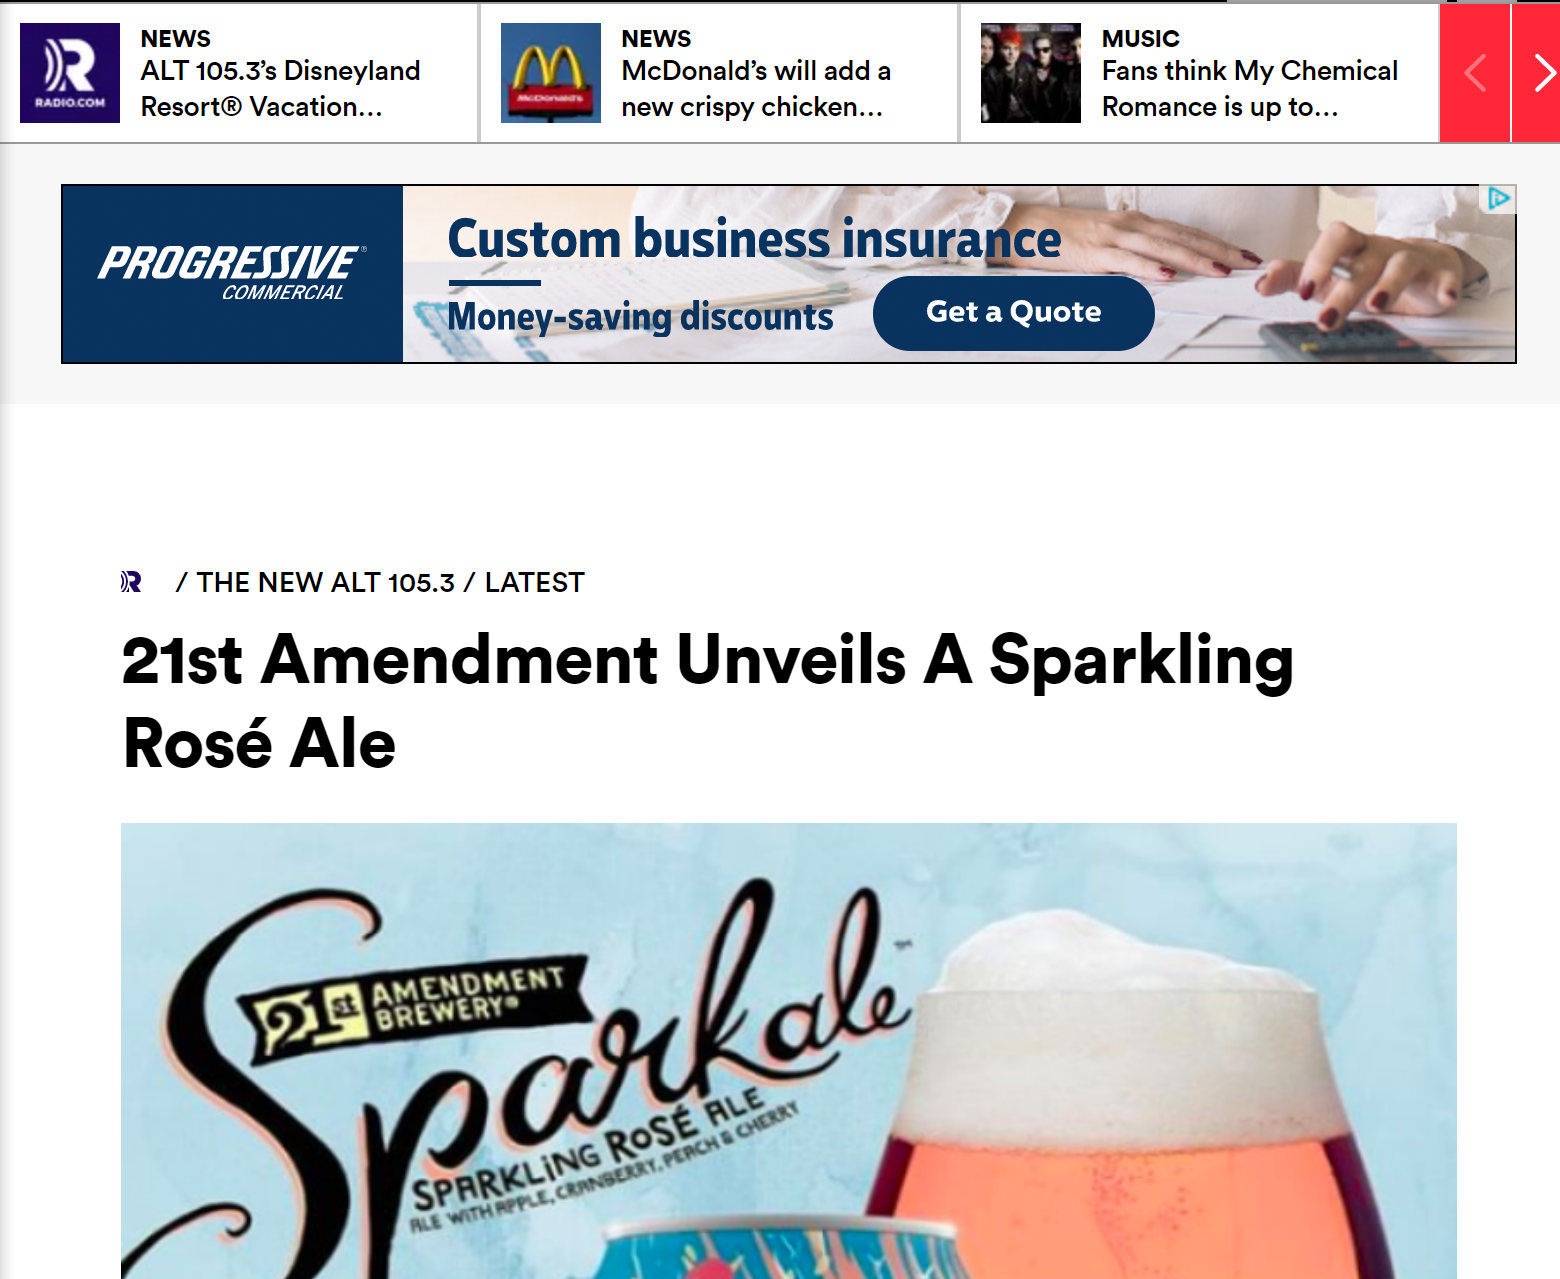 NEWS
ALT 105.3’s Disneyland
Resort® Vacation...
RADIO.COM
NEWS
McDonald’s will add a
new crispy chicken...
McDonald's
MUSIC
Fans think My Chemical
Romance is up to...
PROGRESSIVE®
COMMERCIAL
Custom business insurance
Money-saving discounts
Get a Quote
/ THE NEW ALT 105.3 / LATEST
21st Amendment Unveils A Sparkling
Rosé Ale
21st AMENDMENT
BREWERY®
Sparkale™
SPARKLING ROSÉ ALE
ALE WITH APPLE, CRANBERRY, PEACH & CHERRY